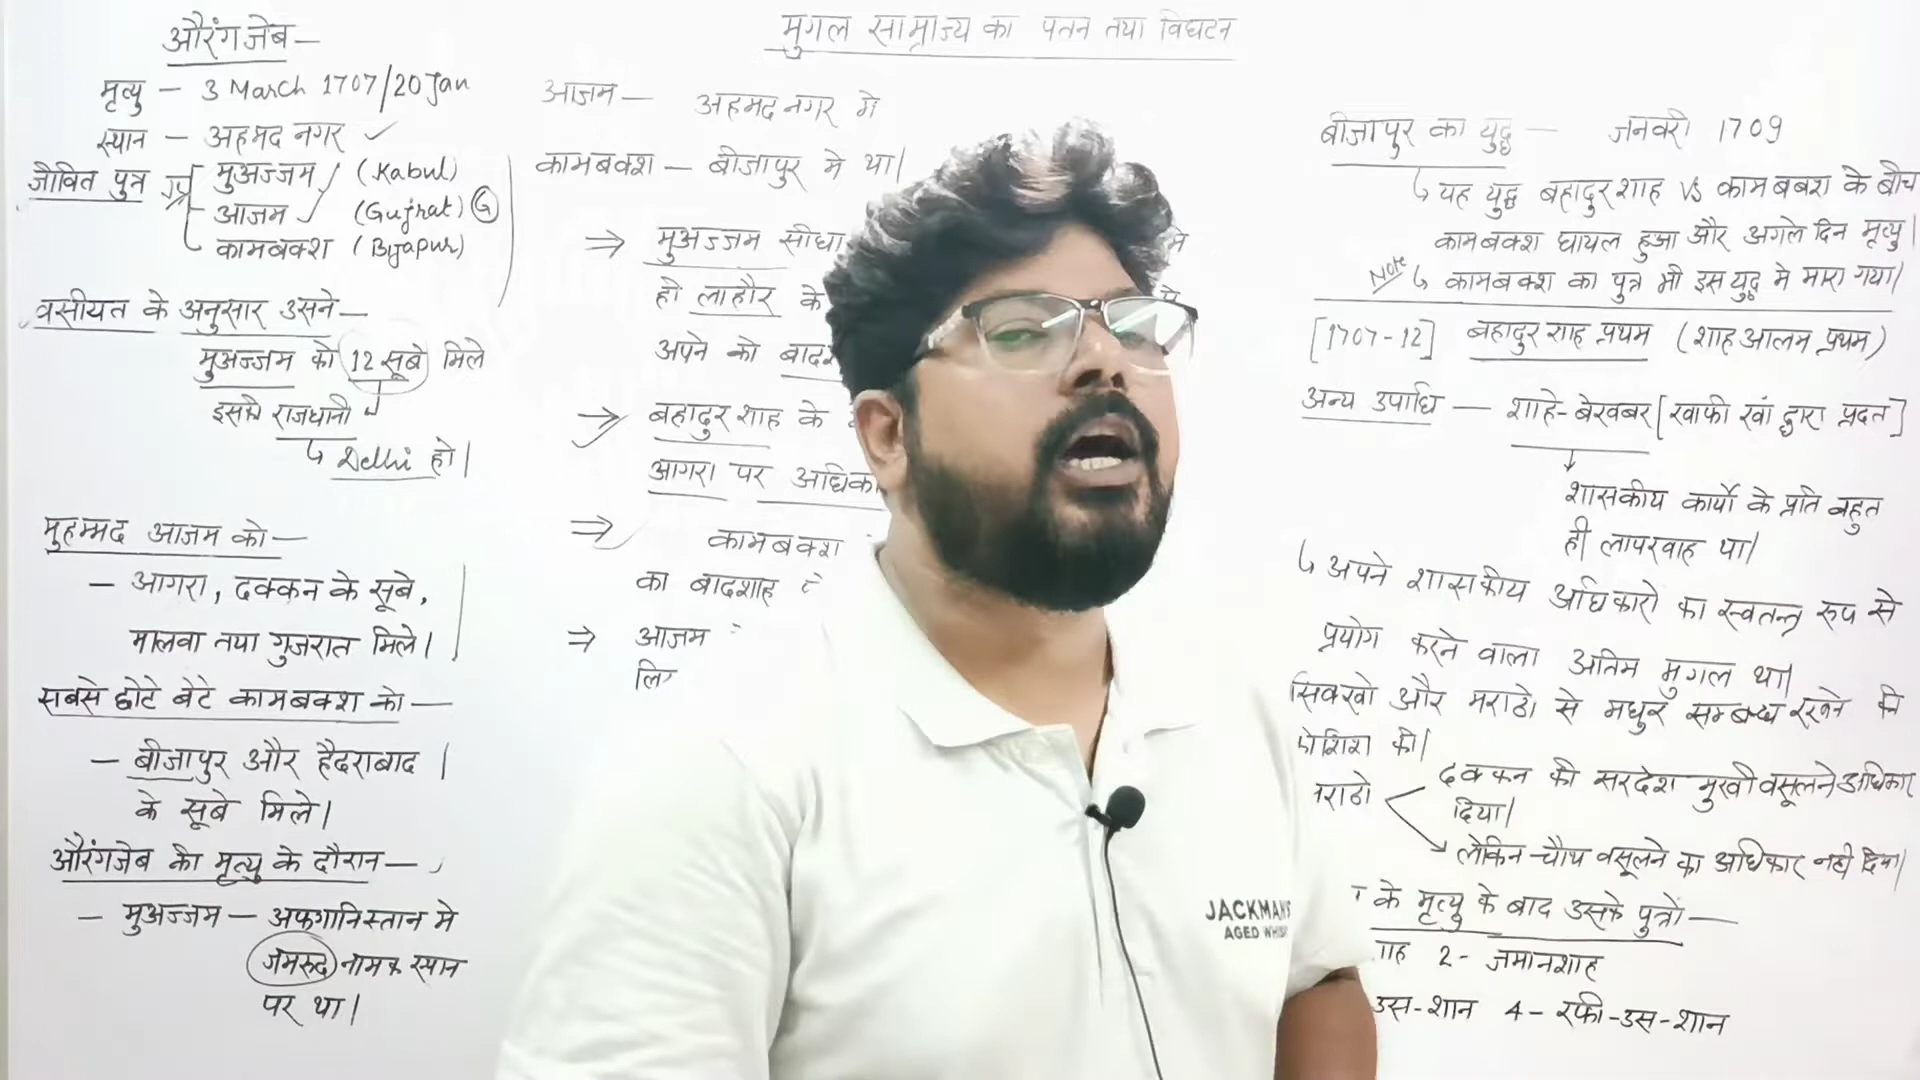 मुगल साम्राज्य का पतन तथा विघटन
औरंगजेब—
मृत्यु — 3 March 1707/20 Jan
स्थान — अहमद नगर ✓
जीवित पुत्र
मुअज्जम (Kabul)
आजम (Gujrat) G
कामबक्श (Bijapur)
वसीयत के अनुसार उसने—
मुअज्जम को 12 सूबे मिले
इसके राजधानी
↳ Delhi हो।
मुहम्मद आजम को—
— आगरा, दक्कन के सूबे,
मालवा तथा गुजरात मिले।
सबसे छोटे बेटे कामबक्श को—
— बीजापुर और हैदराबाद
के सूबे मिले।
औरंगजेब की मृत्यु के दौरान—
— मुअज्जम — अफगानिस्तान मे
जमरुद नामक स्थान
पर था।
आजम — अहमद नगर मे
कामबक्श — बीजापुर मे था।
⇒ मुअज्जम सीधा
हो लाहौर के
अपने को
→ बहादुर शाह के
आगरा पर
⇒ कामबक्श
का बादशाह
⇒ आजम
बीजापुर का युद्ध — जनवरी 1709
↳ यह युद्ध बहादुर शाह vs कामबक्श के बीच
कामबक्श घायल हुआ और अगले दिन मृत्यु।
Note ↳ कामबक्श का पुत्र भी इस युद्ध मे मारा गया।
[1707-12] बहादुर शाह प्रथम (शाह आलम प्रथम)
अन्य उपाधि — शाहे-बेखबर [खाफी खां द्वारा प्रदत]
शासकीय कार्यो के प्रति बहुत
ही लापरवाह था।
↳ अपने शासकीय अधिकारो का स्वतन्त्र रूप से
प्रयोग करने वाला अंतिम मुगल था।
सिक्खो और मराठो से मधुर सम्बन्ध रखने की
कोशिश की।
मराठो
दक्कन की सरदेश मुखी वसूलने अधिकार
दिया।
लेकिन चौथ वसूलने का अधिकार नही दिया।
के मृत्यु के बाद उसके पुत्रों—
2- जमानशाह
उस-शान 4- रफी-उस-शान
JACKMANS
AGED